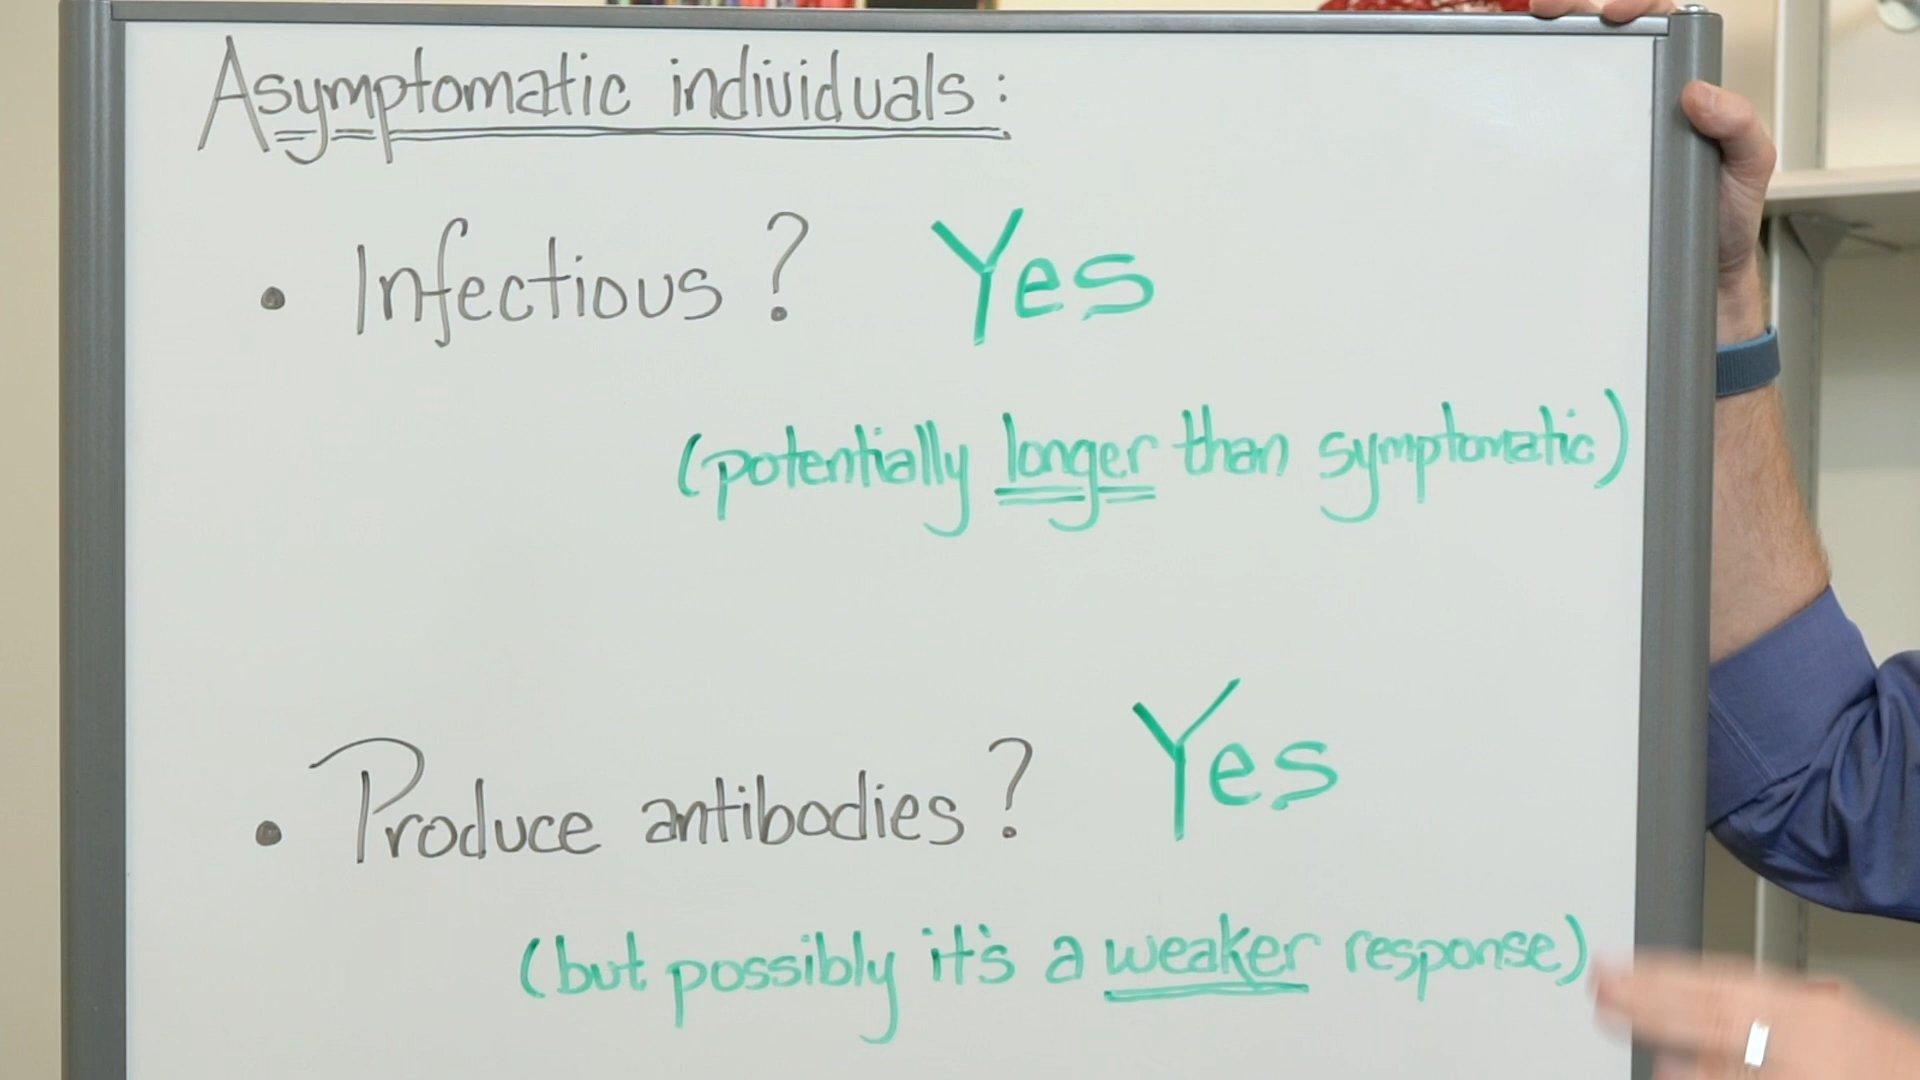 Asymptomatic individuals:
• Infectious? Yes
(potentially longer than symptomatic)
• Produce antibodies? Yes
(but possibly it's a weaker response)